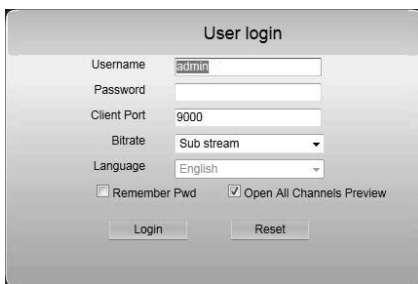 User login
Username admin
Password
Client Port 9000
Bitrate Sub stream
Language English
Remember Pwd Open All Channels Preview
Login Reset